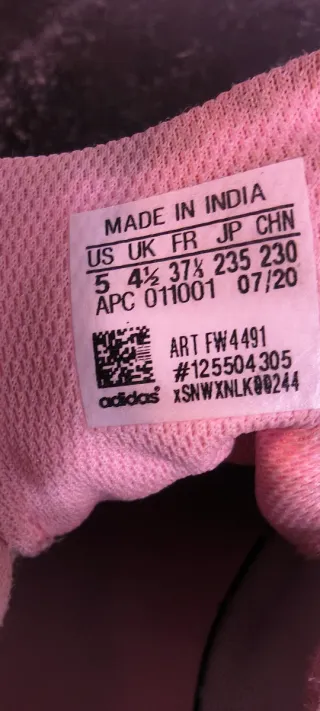 MADE IN INDIA
US UK FR JP CHN
5 4½ 37⅓ 235 230
APC 011001 07/20
ART FW4491
#125504305
adidas